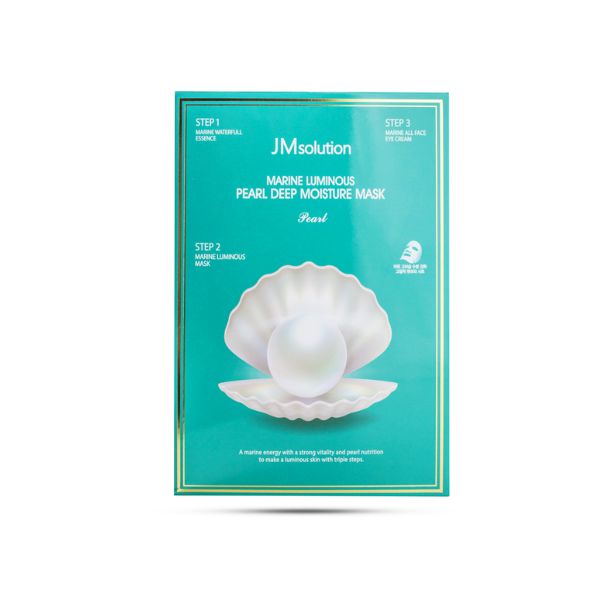 STEP 1
MARINE WATERFULL
ESSENCE
STEP 3
MARINE ALL FACE
EYE CREAM
JMsolution
MARINE LUMINOUS
PEARL DEEP MOISTURE MASK
Pearl
STEP 2
MARINE LUMINOUS
MASK
A marine energy with a strong vitality and pearl nutrition
to make a luminous skin with triple steps.